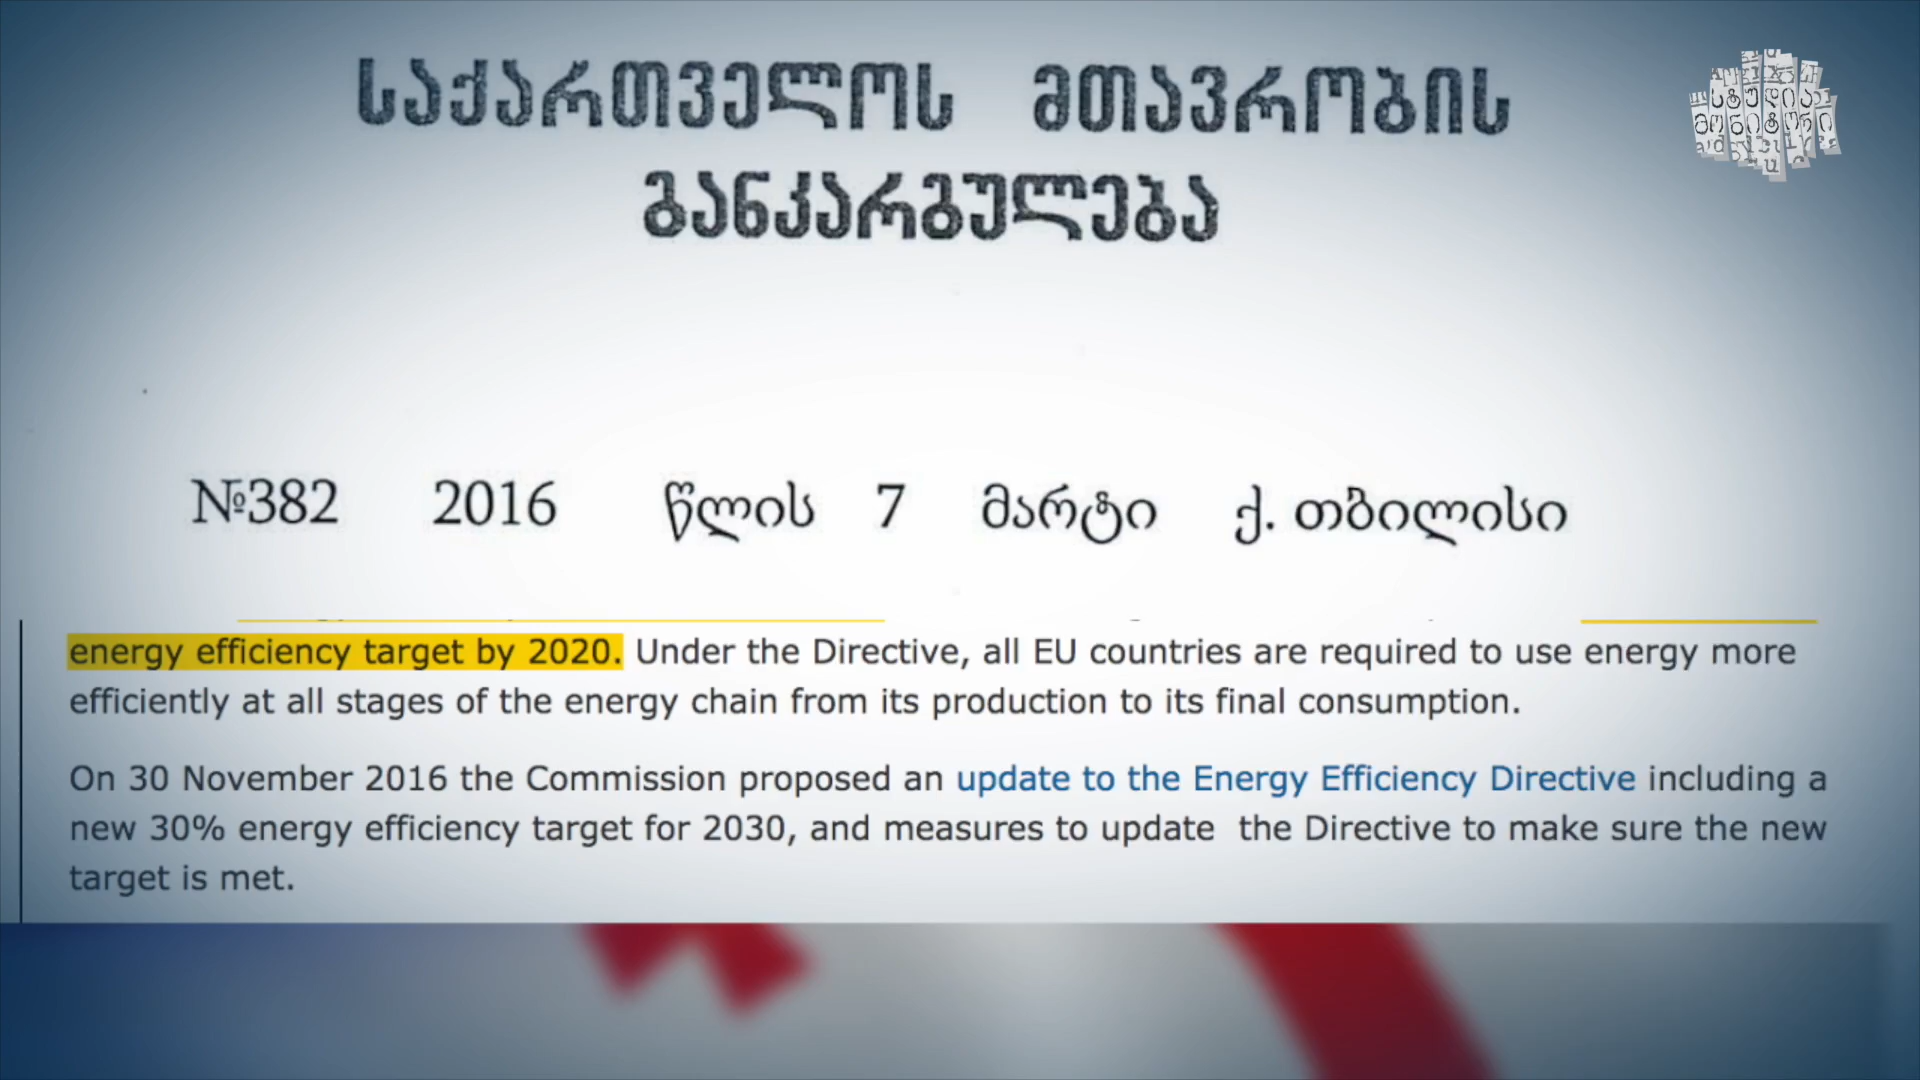 საქართველოს მთავრობის
განკარგულება
№382 2016 წლის 7 მარტი ქ. თბილისი
energy efficiency target by 2020. Under the Directive, all EU countries are required to use energy more
efficiently at all stages of the energy chain from its production to its final consumption.
On 30 November 2016 the Commission proposed an update to the Energy Efficiency Directive including a
new 30% energy efficiency target for 2030, and measures to update the Directive to make sure the new
target is met.